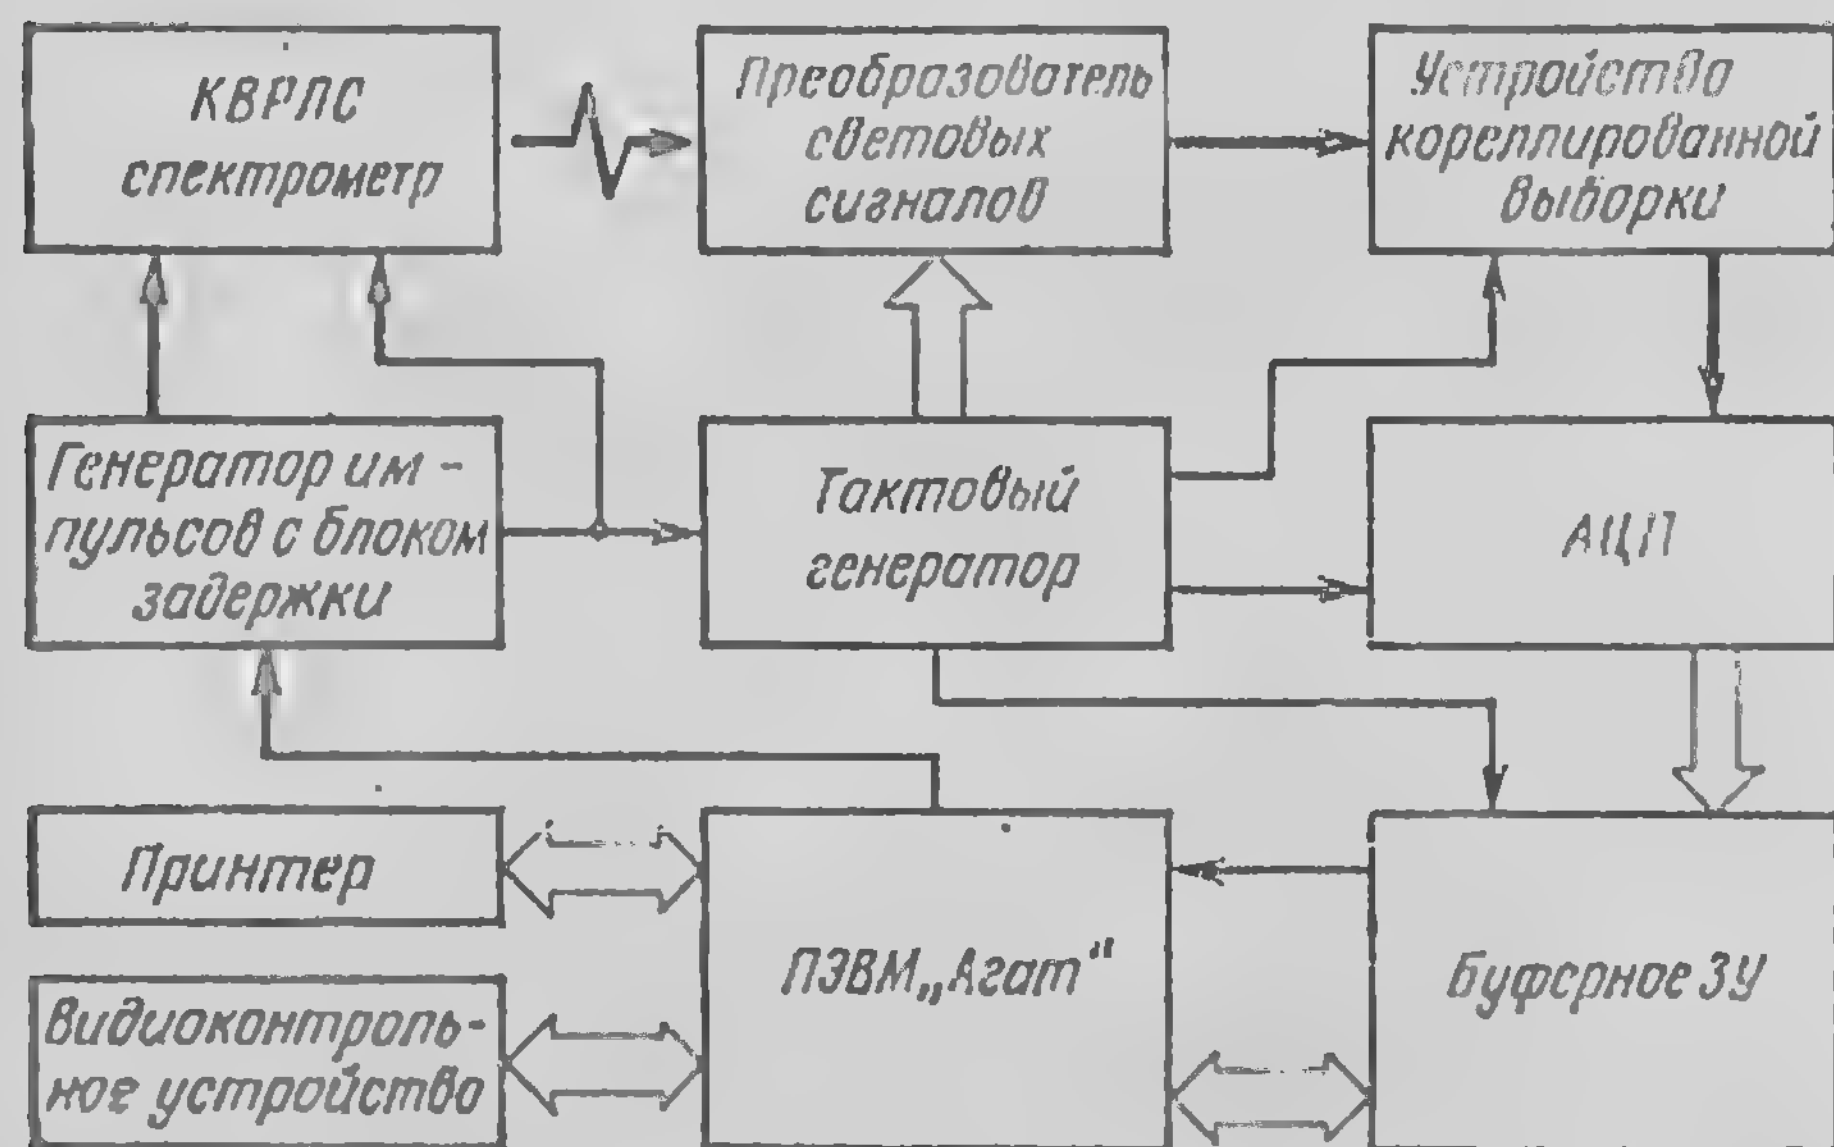 КВРЛС
спектрометр
Преобразователь
световых
сигналов
Устройство
кореллированной
выборки
Генератор им-
пульсов с блоком
задержки
Тактовый
генератор
АЦП
Принтер
ПЭВМ „Агат“
Буферное ЗУ
Видиоконтроль-
ное устройство